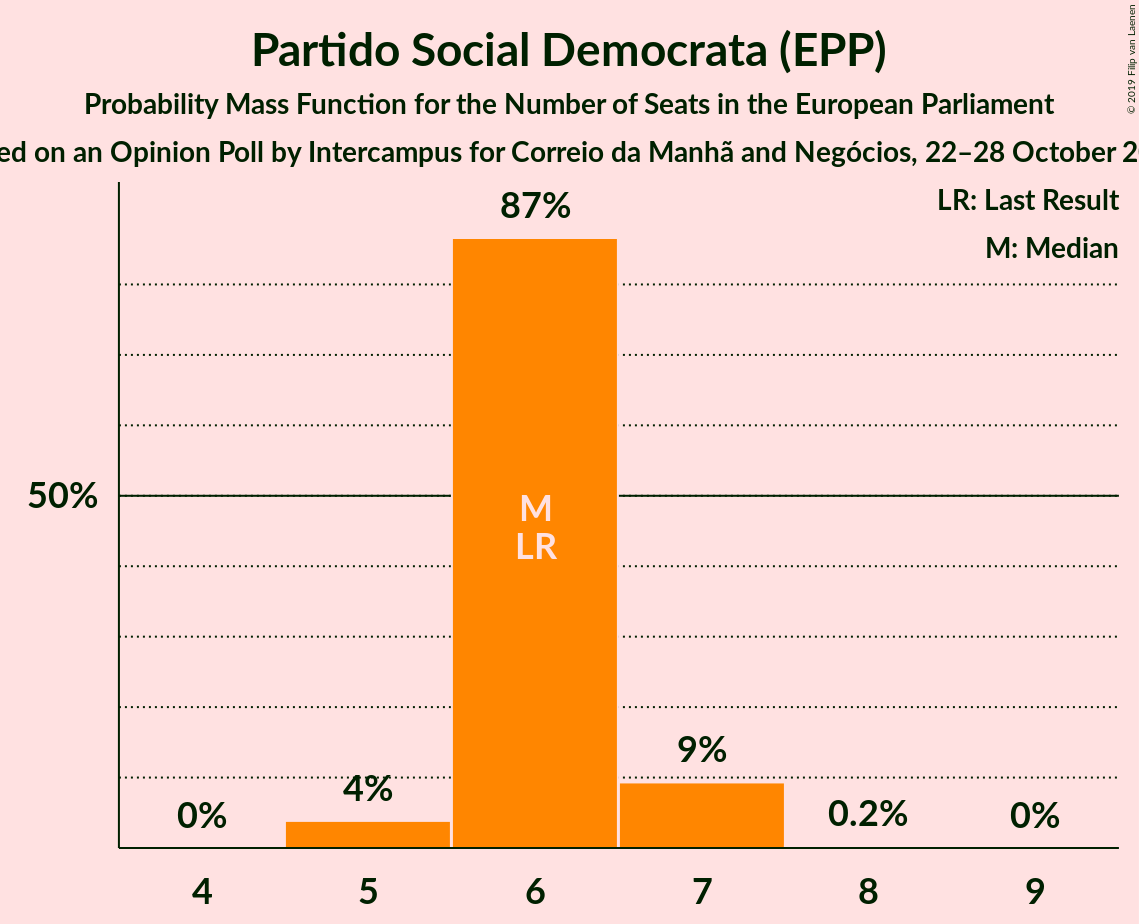 Partido Social Democrata (EPP)
Probability Mass Function for the Number of Seats in the European Parliament
ed on an Opinion Poll by Intercampus for Correio da Manhã and Negócios, 22–28 October 20
© 2019 Filip van Laenen
LR: Last Result
M: Median
87%
50%
M
LR
9%
4%
0%
0.2%
0%
4 5 6 7 8 9